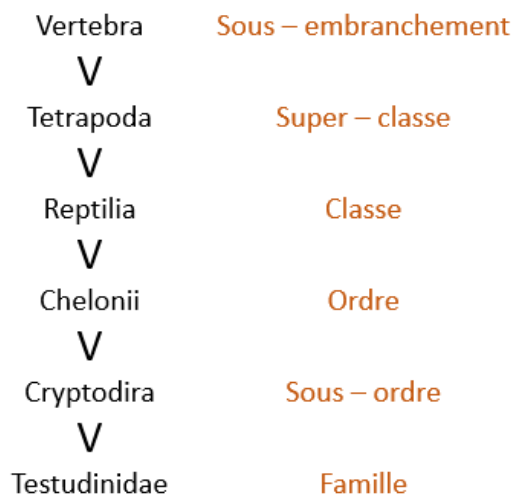 Vertebra Sous – embranchement
V
Tetrapoda Super – classe
V
Reptilia Classe
V
Chelonii Ordre
V
Cryptodira Sous – ordre
V
Testudinidae Famille